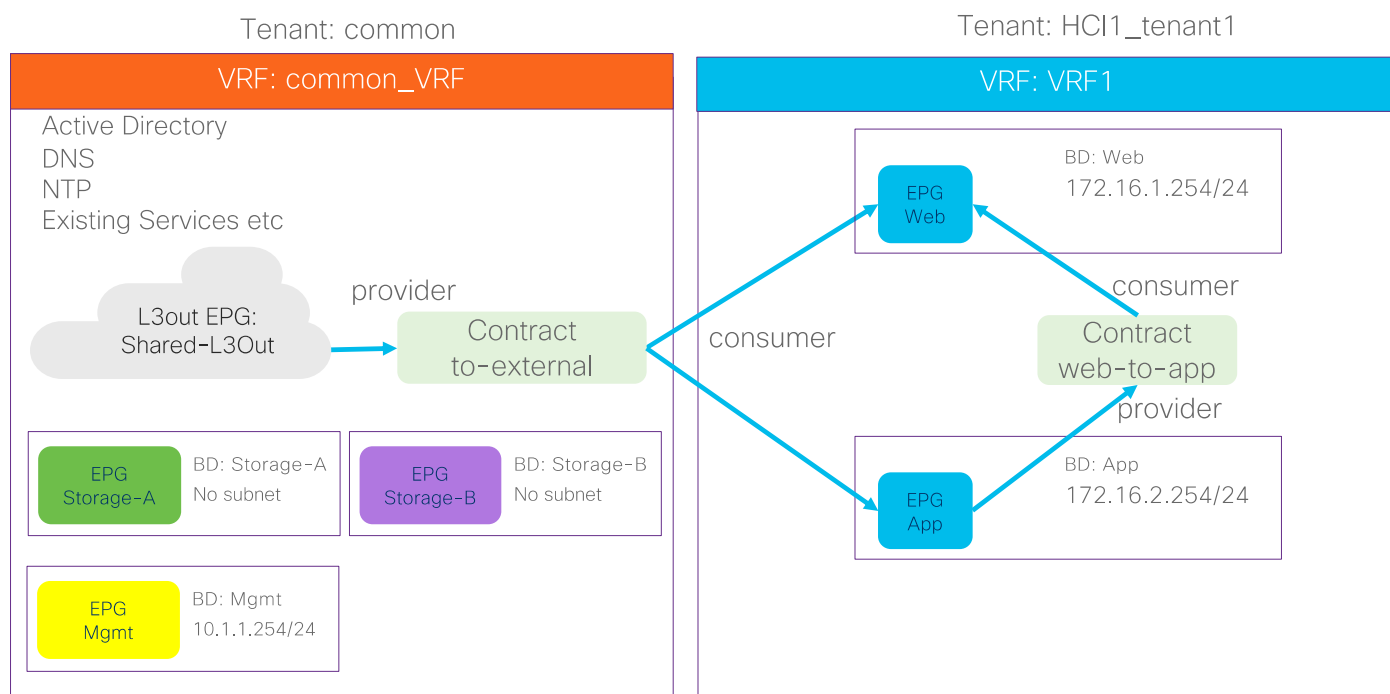 Tenant: common
VRF: common_VRF
Active Directory
DNS
NTP
Existing Services etc
L3out EPG:
Shared-L3Out
provider
Contract
to-external
consumer
EPG
Storage-A
BD: Storage-A
No subnet
EPG
Storage-B
BD: Storage-B
No subnet
EPG
Mgmt
BD: Mgmt
10.1.1.254/24
Tenant: HCI1_tenant1
VRF: VRF1
EPG
Web
BD: Web
172.16.1.254/24
consumer
Contract
web-to-app
provider
EPG
App
BD: App
172.16.2.254/24